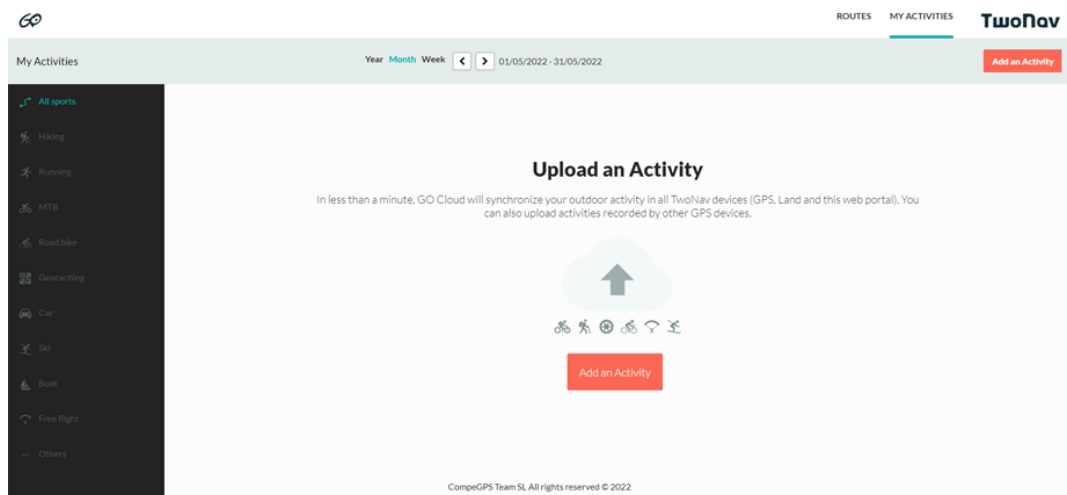 GO
ROUTES MY ACTIVITIES TwoNav
My Activities Year Month Week 01/05/2022 - 31/05/2022 Add an Activity
All sports
Hiking
Running
MTB
Road bike
Geocaching
Car
Ski
Boat
Free flight
Others
Upload an Activity
In less than a minute, GO Cloud will synchronize your outdoor activity in all TwoNav devices (GPS, Land and this web portal). You
can also upload activities recorded by other GPS devices.
Add an Activity
CompeGPS Team SL All rights reserved © 2022